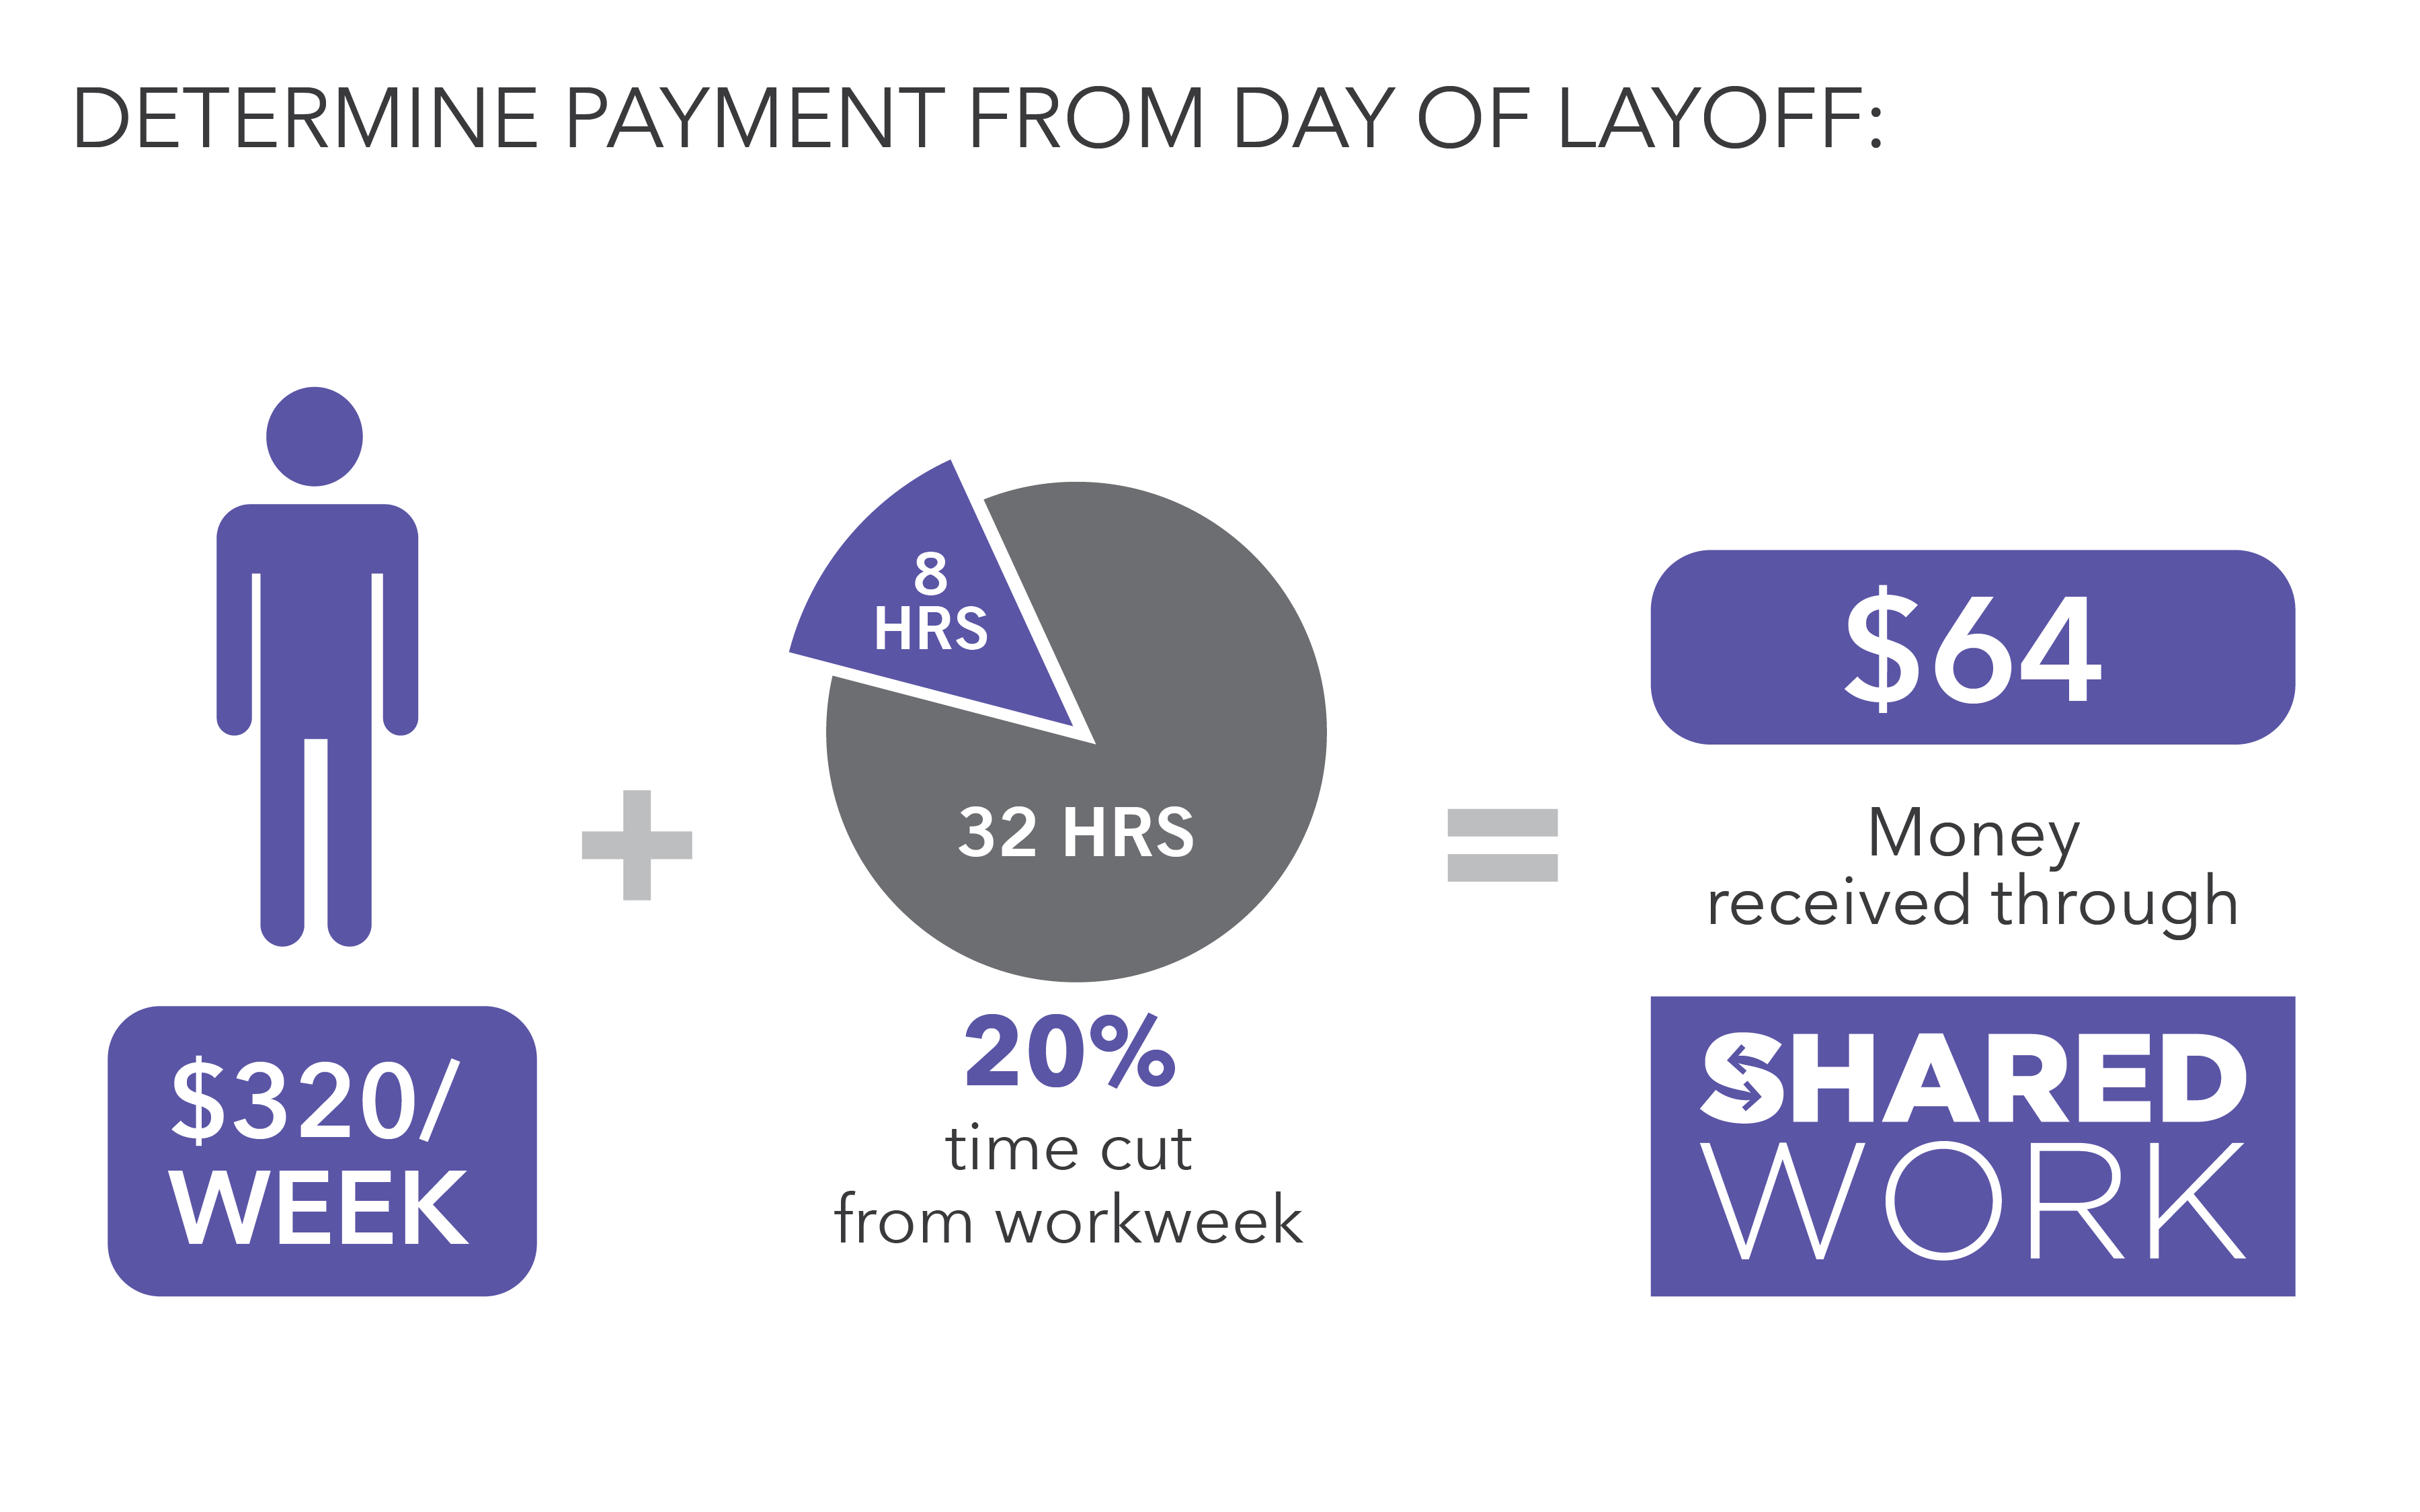 DETERMINE PAYMENT FROM DAY OF LAYOFF:
8
HRS
32 HRS
$320/
WEEK
20%
time cut
from workweek
$64
Money
received through
SHARED
WORK